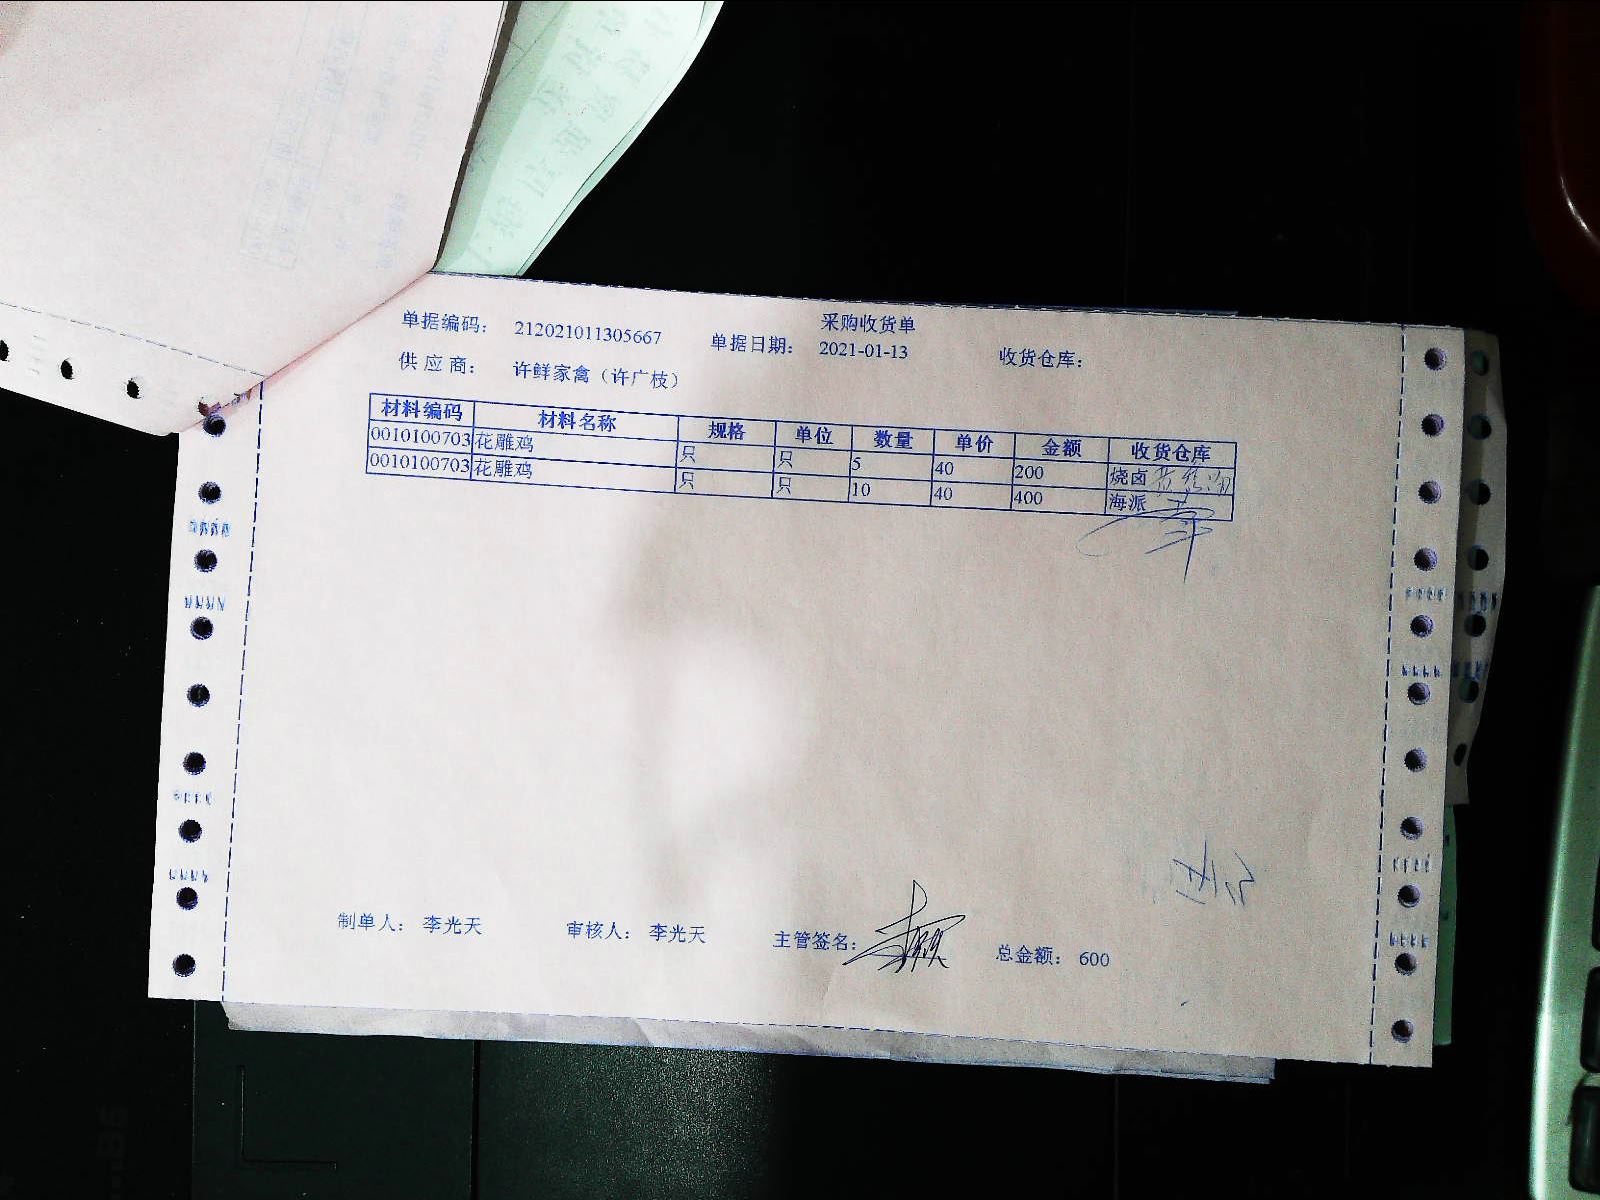 采购收货单
单据编码: 212021011305667 单据日期: 2021-01-13 收货仓库:
供 应 商: 许鲜家禽（许广枝）
材料编码 材料名称 规格 单位 数量 单价 金额 收货仓库
0010100703 花雕鸡 只 只 5 40 200 烧卤
0010100703 花雕鸡 只 只 10 40 400 海派
制单人: 李光天 审核人: 李光天 主管签名: 总金额: 600